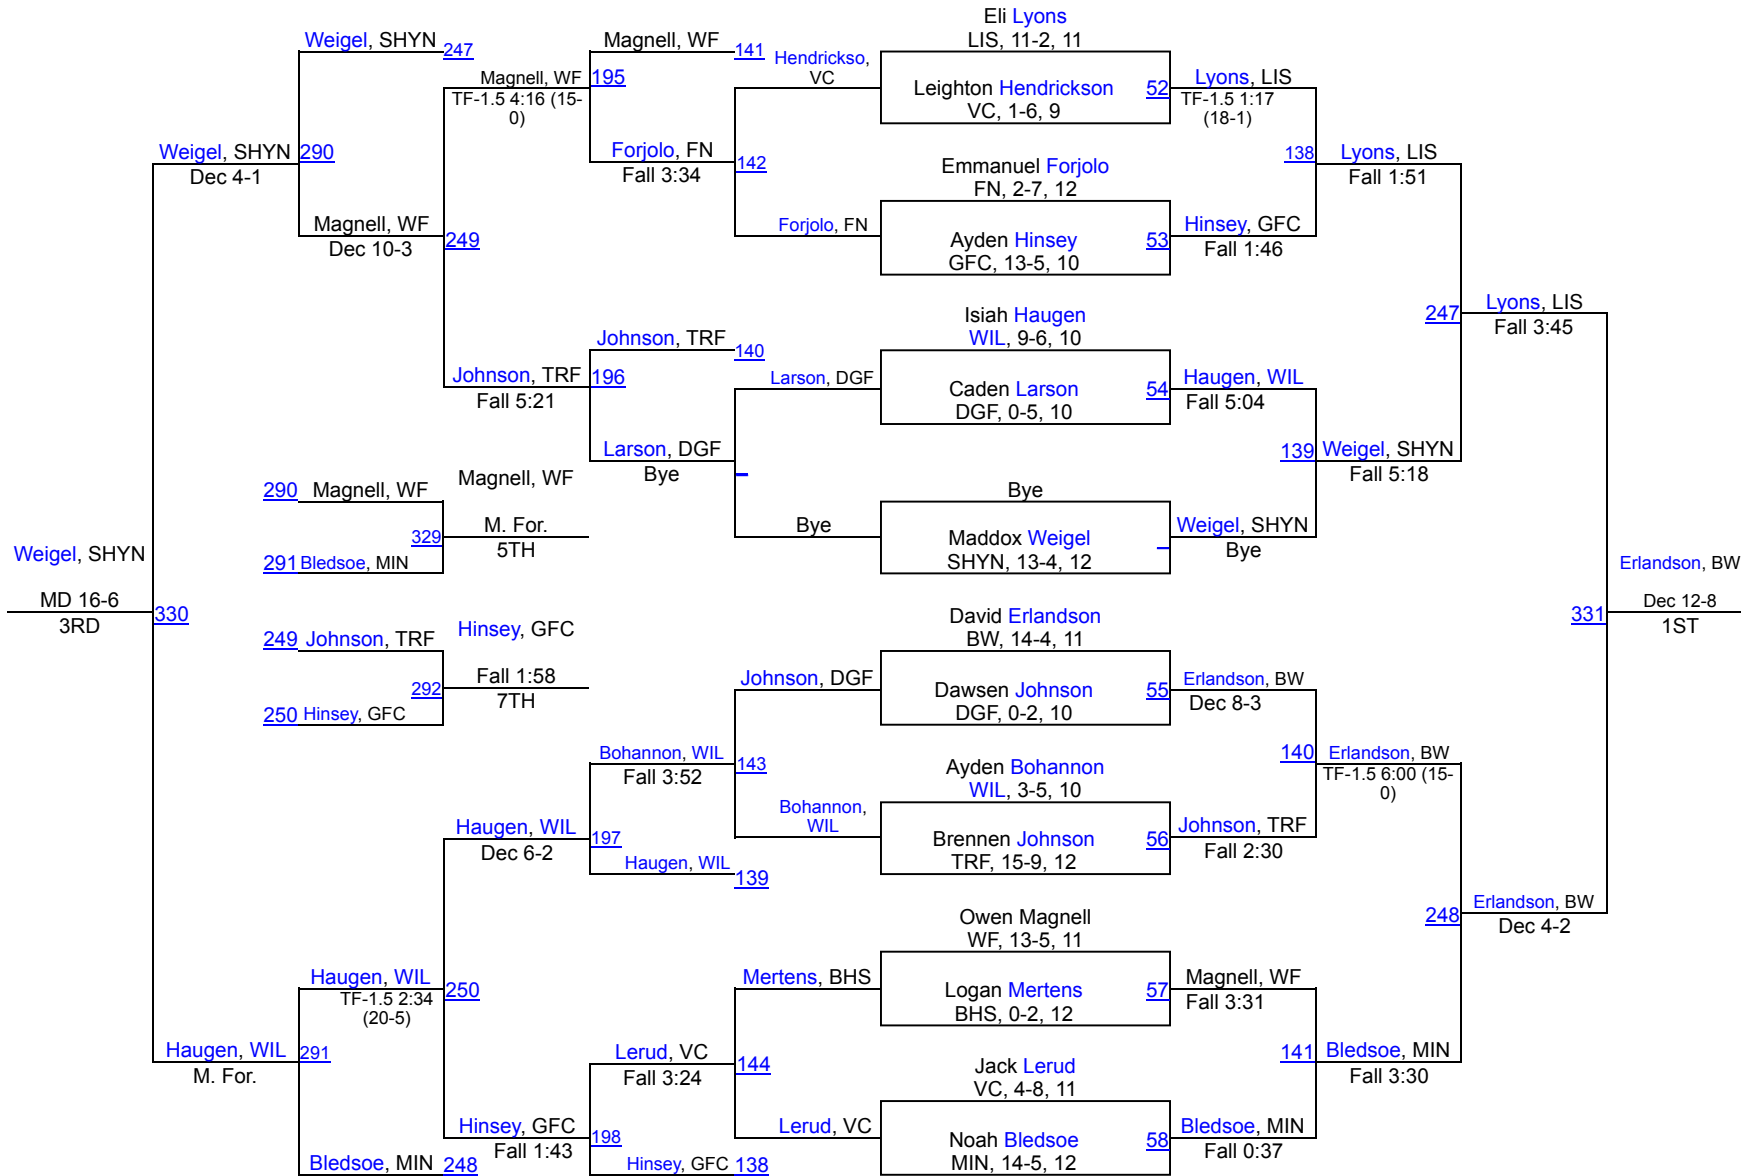 Eli Lyons
LIS, 11-2, 11
Leighton Hendrickson
VC, 1-6, 9
52
Emmanuel Forjolo
FN, 2-7, 12
Ayden Hinsey
GFC, 13-5, 10
53
Isiah Haugen
WIL, 9-6, 10
Caden Larson
DGF, 0-5, 10
54
Bye
Maddox Weigel
SHYN, 13-4, 12
David Erlandson
BW, 14-4, 11
Dawsen Johnson
DGF, 0-2, 10
55
Ayden Bohannon
WIL, 3-5, 10
Brennen Johnson
TRF, 15-9, 12
56
Owen Magnell
WF, 13-5, 11
Logan Mertens
BHS, 0-2, 12
57
Jack Lerud
VC, 4-8, 11
Noah Bledsoe
MIN, 14-5, 12
58
Lyons, LIS
TF-1.5 1:17
(18-1)
138
Hinsey, GFC
Fall 1:46
Haugen, WIL
Fall 5:04
139
Weigel, SHYN
Bye
Erlandson, BW
Dec 8-3
140
Johnson, TRF
Fall 2:30
Magnell, WF
Fall 3:31
141
Bledsoe, MIN
Fall 0:37
Lyons, LIS
Fall 1:51
247
Weigel, SHYN
Fall 5:18
Erlandson, BW
TF-1.5 6:00 (15-
0)
248
Bledsoe, MIN
Fall 3:30
Lyons, LIS
Fall 3:45
331
Erlandson, BW
Dec 4-2
Erlandson, BW
Dec 12-8
1ST
Hendrickso,
VC
142
Forjolo, FN
Larson, DGF
Bye
Johnson, DGF
143
Bohannon,
WIL
Mertens, BHS
144
Lerud, VC
Magnell, WF
141
195
Forjolo, FN
Fall 3:34
Johnson, TRF
140
196
Larson, DGF
Bye
Bohannon, WIL
Fall 3:52
197
Haugen, WIL
139
Lerud, VC
Fall 3:24
198
Hinsey, GFC
138
Magnell, WF
TF-1.5 4:16 (15-
0)
249
Johnson, TRF
Fall 5:21
Haugen, WIL
Dec 6-2
250
Hinsey, GFC
Fall 1:43
Weigel, SHYN
247
290
Magnell, WF
Dec 10-3
Haugen, WIL
TF-1.5 2:34
(20-5)
291
Bledsoe, MIN
248
Weigel, SHYN
Dec 4-1
330
Haugen, WIL
M. For.
Weigel, SHYN
MD 16-6
3RD
290
Magnell, WF
329
291
Bledsoe, MIN
Magnell, WF
M. For.
5TH
249
Johnson, TRF
292
250
Hinsey, GFC
Hinsey, GFC
Fall 1:58
7TH